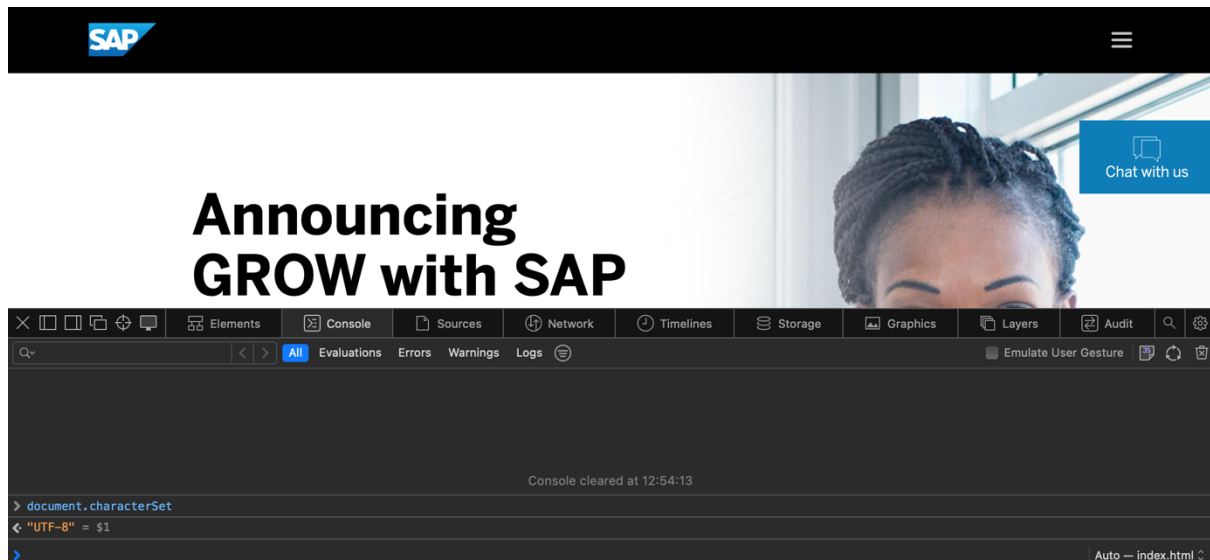 SAP
Chat with us
Announcing
GROW with SAP
Elements Console Sources Network Timelines Storage Graphics Layers Audit
All Evaluations Errors Warnings Logs Emulate User Gesture JS
Console cleared at 12:54:13
> document.characterSet
"UTF-8" = $1
>
Auto — index.html